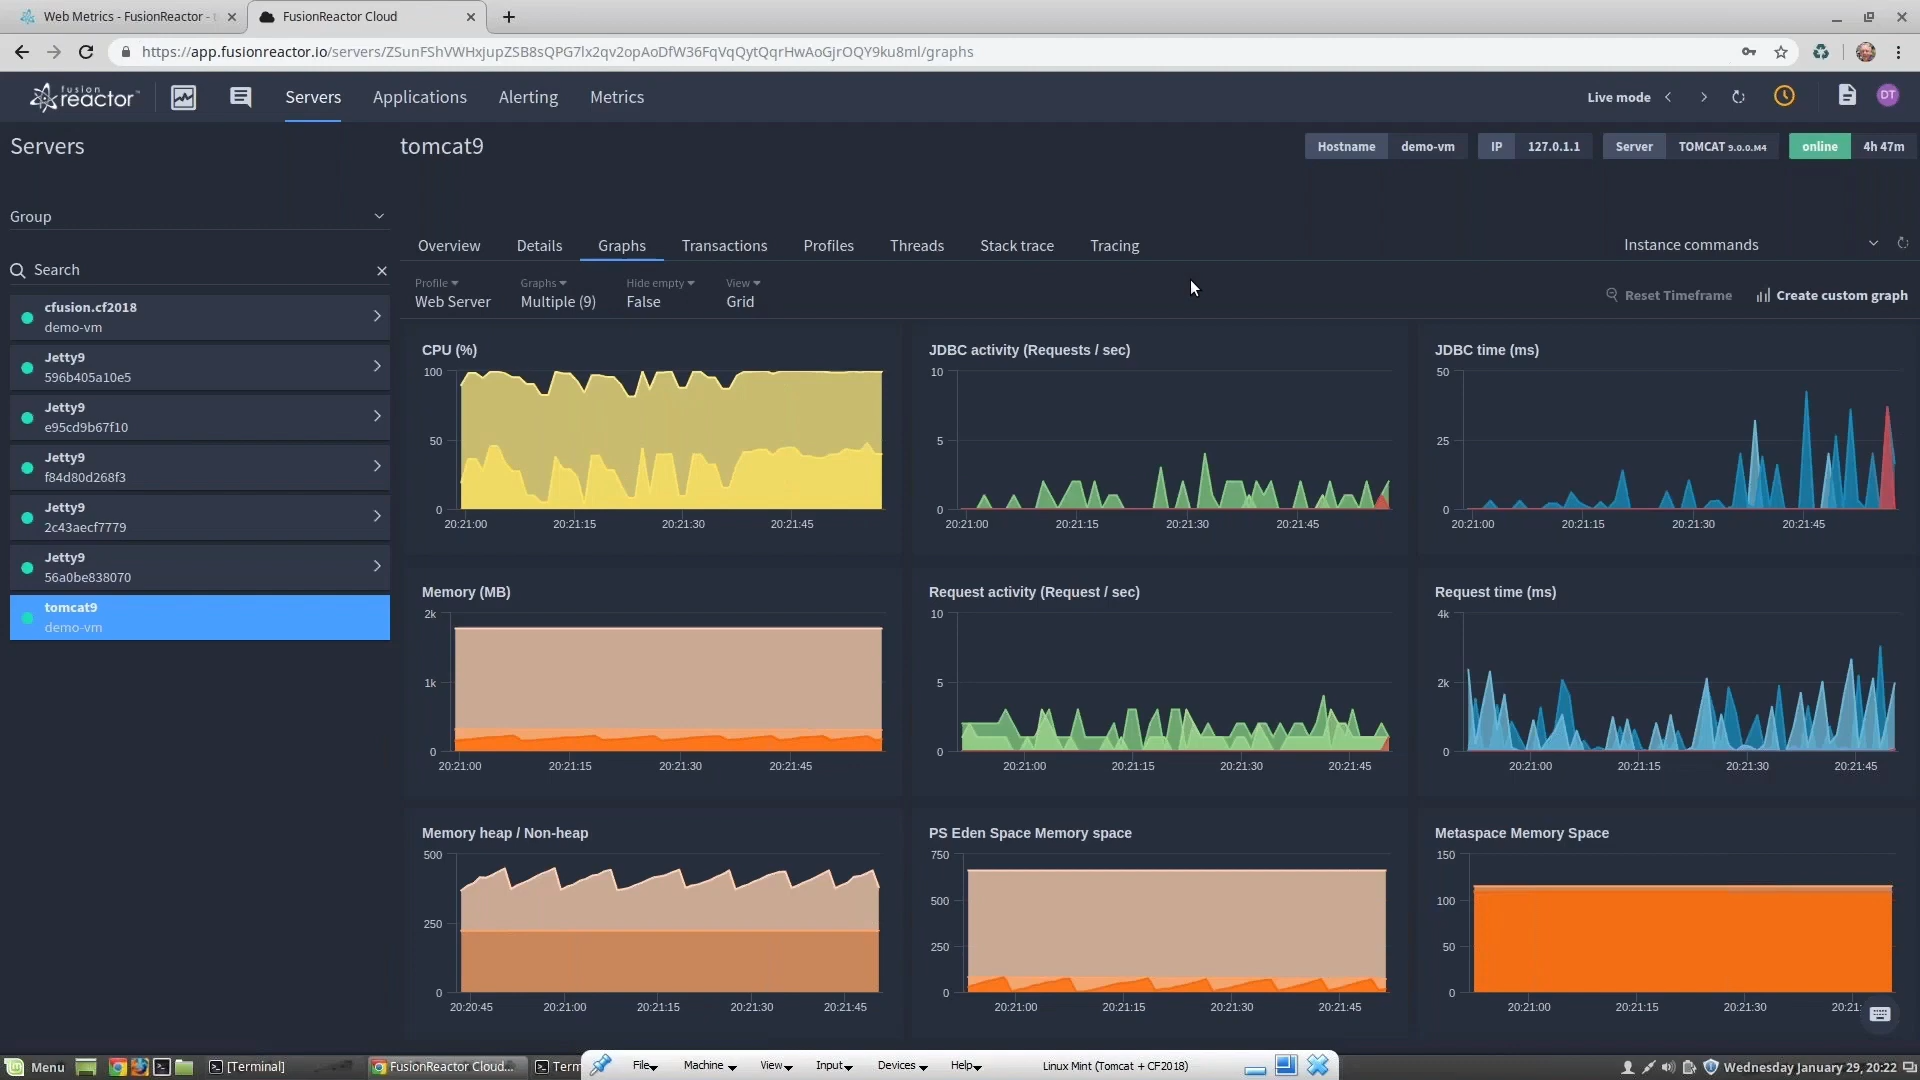 Web Metrics - FusionReactor -
FusionReactor Cloud
https://app.fusionreactor.io/servers/ZSunFShVWHxjupZSB8sQPG7lx2qv2opAoDfW36FqVqQytQqrHwAoGjrOQY9ku8ml/graphs
fusion reactor
Servers
Applications
Alerting
Metrics
Live mode
DT
Servers
tomcat9
Hostname demo-vm
IP 127.0.1.1
Server TOMCAT 9.0.0.M4
online 4h 47m
Group
Search
cfusion.cf2018
demo-vm
Jetty9
596b405a10e5
Jetty9
e95cd9b67f10
Jetty9
f84d80d268f3
Jetty9
2c43aecf7779
Jetty9
56a0be838070
tomcat9
demo-vm
Overview
Details
Graphs
Transactions
Profiles
Threads
Stack trace
Tracing
Instance commands
Profile
Web Server
Graphs
Multiple (9)
Hide empty
False
View
Grid
Reset Timeframe
Create custom graph
CPU (%)
100
50
0
20:21:00 20:21:15 20:21:30 20:21:45
JDBC activity (Requests / sec)
10
5
0
20:21:00 20:21:15 20:21:30 20:21:45
JDBC time (ms)
50
25
0
20:21:00 20:21:15 20:21:30 20:21:45
Memory (MB)
2k
1k
0
20:21:00 20:21:15 20:21:30 20:21:45
Request activity (Request / sec)
10
5
0
20:21:00 20:21:15 20:21:30 20:21:45
Request time (ms)
4k
2k
0
20:21:00 20:21:15 20:21:30 20:21:45
Memory heap / Non-heap
500
250
0
20:20:45 20:21:00 20:21:15 20:21:30 20:21:45
PS Eden Space Memory space
750
500
250
0
20:21:00 20:21:15 20:21:30 20:21:45
Metaspace Memory Space
150
100
50
0
20:21:00 20:21:15 20:21:30 20:21:
Menu
[Terminal]
FusionReactor Cloud...
Term
File
Machine
View
Input
Devices
Help
Linux Mint (Tomcat + CF2018)
Wednesday January 29, 20:22